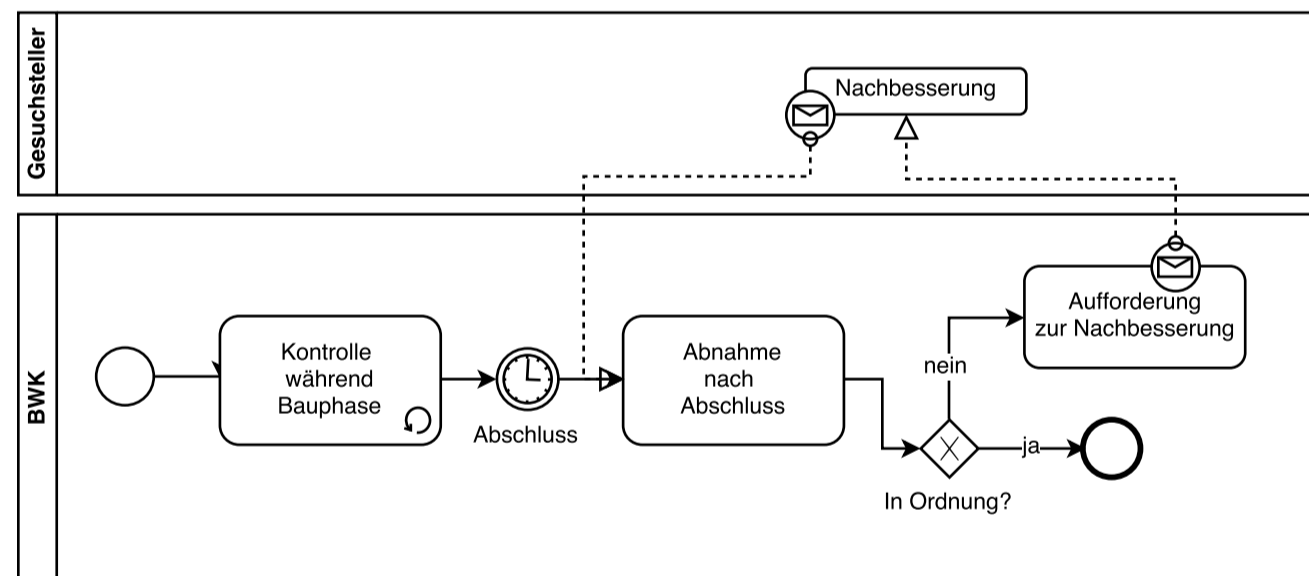 Gesuchsteller
Nachbesserung
BWK
Kontrolle
während
Bauphase
Abschluss
Abnahme
nach
Abschluss
In Ordnung?
nein
ja
Aufforderung
zur Nachbesserung